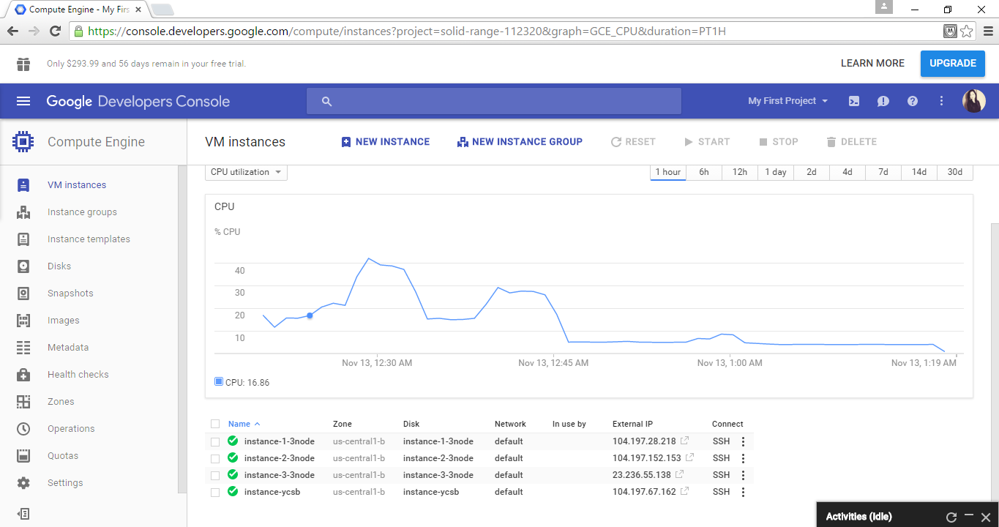 Compute Engine - My Firs
https://console.developers.google.com/compute/instances?project=solid-range-112320&graph=GCE_CPU&duration=PT1H
Only $293.99 and 56 days remain in your free trial.
LEARN MORE
UPGRADE
Google Developers Console
My First Project
Compute Engine
VM instances
NEW INSTANCE
NEW INSTANCE GROUP
RESET
START
STOP
DELETE
VM instances
Instance groups
Instance templates
Disks
Snapshots
Images
Metadata
Health checks
Zones
Operations
Quotas
Settings
CPU utilization
1 hour 6h 12h 1 day 2d 4d 7d 14d 30d
CPU
% CPU
40
30
20
10
Nov 13, 12:30 AM Nov 13, 12:45 AM Nov 13, 1:00 AM Nov 13, 1:19 AM
CPU: 16.86
Name Zone Disk Network In use by External IP Connect
instance-1-3node us-central1-b instance-1-3node default 104.197.28.218 SSH
instance-2-3node us-central1-b instance-2-3node default 104.197.152.153 SSH
instance-3-3node us-central1-b instance-3-3node default 23.236.55.138 SSH
instance-ycsb us-central1-b instance-ycsb default 104.197.67.162 SSH
Activities (Idle)